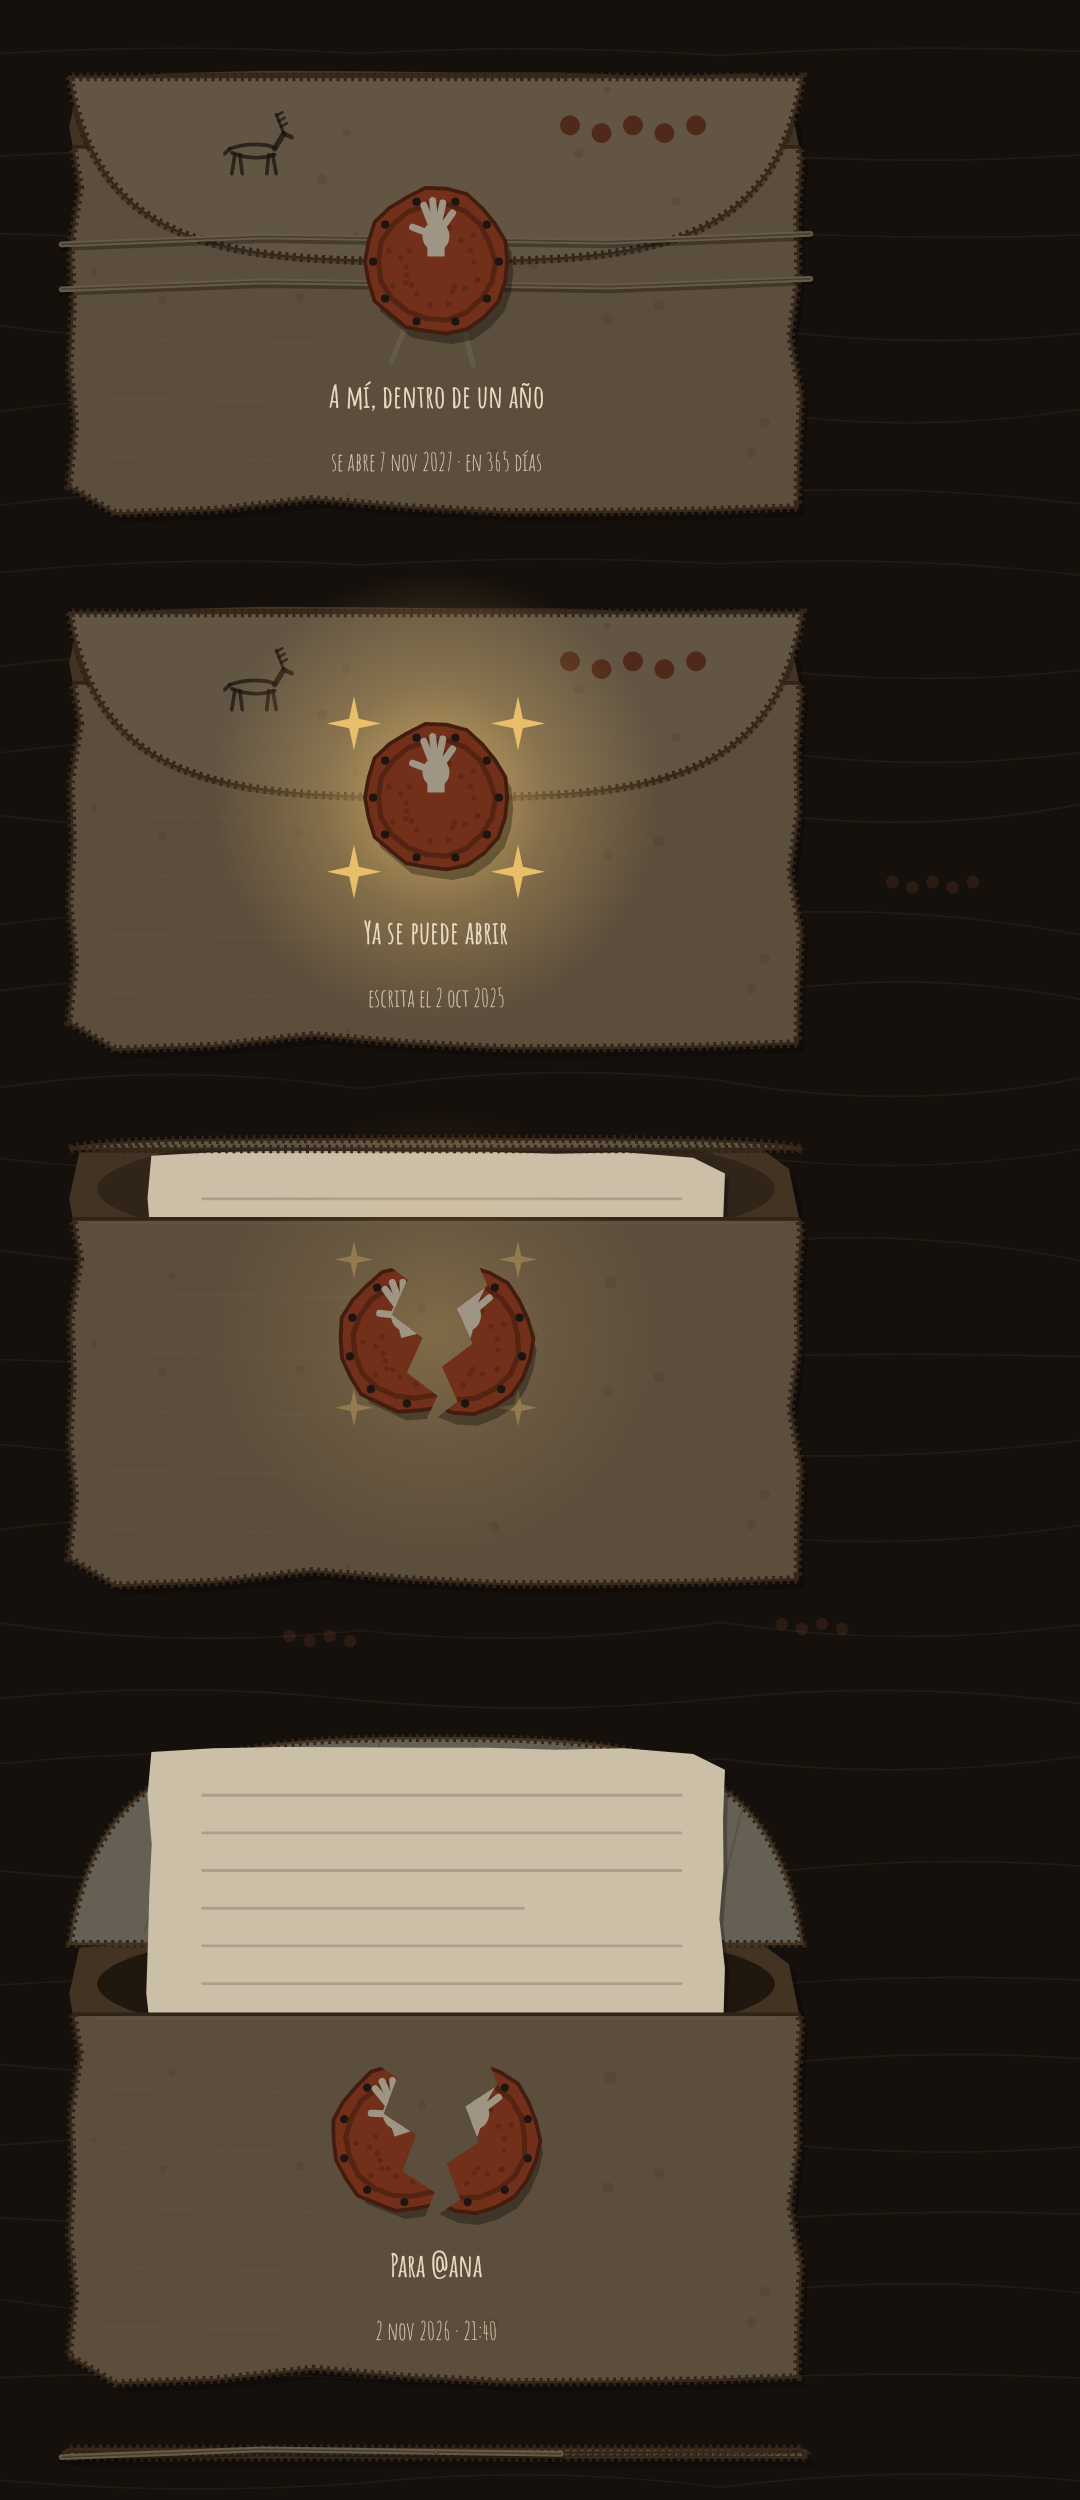 A mí, dentro de un año
se abre 7 nov 2027 · en 365 días
Ya se puede abrir
escrita el 2 oct 2025
Para @ana
2 nov 2026 · 21:40